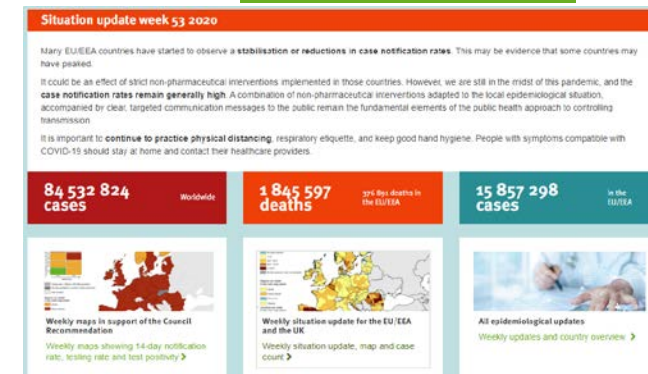 Situation update week 53 2020
Many EU/EEA countries have started to observe a stabilisation or reductions in case notification rates. This may be evidence that some countries may
have peaked.
It could be an effect of strict non-pharmaceutical interventions implemented in those countries. However, we are still in the midst of this pandemic, and the
case notification rates remain generally high. A combination of non-pharmaceutical interventions adapted to the local epidemiological situation,
accompanied by clear, targeted communication messages to the public remain the fundamental elements of the public health approach to controlling
transmission
It is important to continue to practice physical distancing, respiratory etiquette, and keep good hand hygiene. People with symptoms compatible with
COVID-19 should stay at home and contact their healthcare providers.
84 532 824
cases
Worldwide
1 845 597
deaths
376 891 deaths in
the EU/EEA
15 857 298
cases
in the
EU/EEA
Weekly maps in support of the Council
Recommendation
Weekly maps showing 14-day notification
rate, testing rate and test positivity
Weekly situation update for the EU/EEA
and the UK
Weekly situation update, map and case
count
All epidemiological updates
Weekly updates and country overview